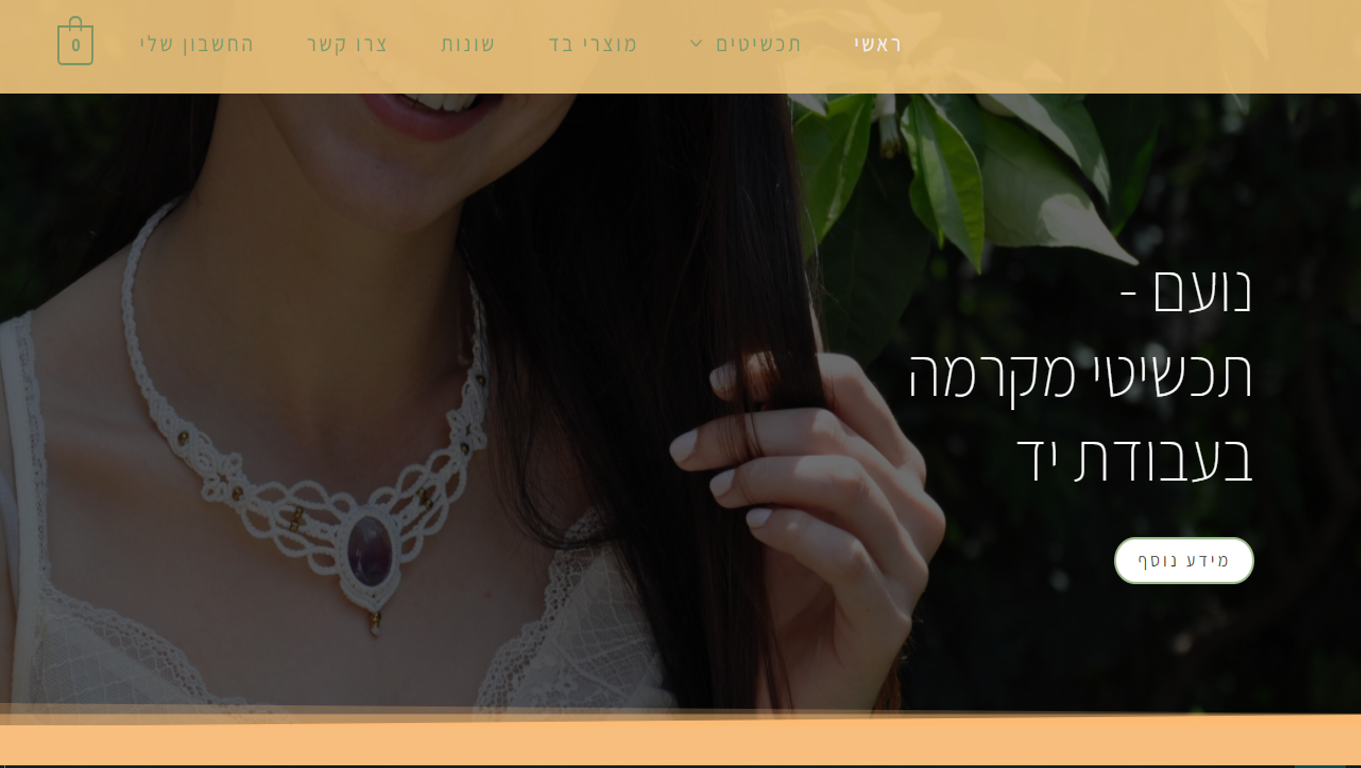 ראשי
תכשיטים
מוצרי בד
שונות
צרו קשר
החשבון שלי
0
נועם -
תכשיטי מקרמה
בעבודת יד
מידע נוסף